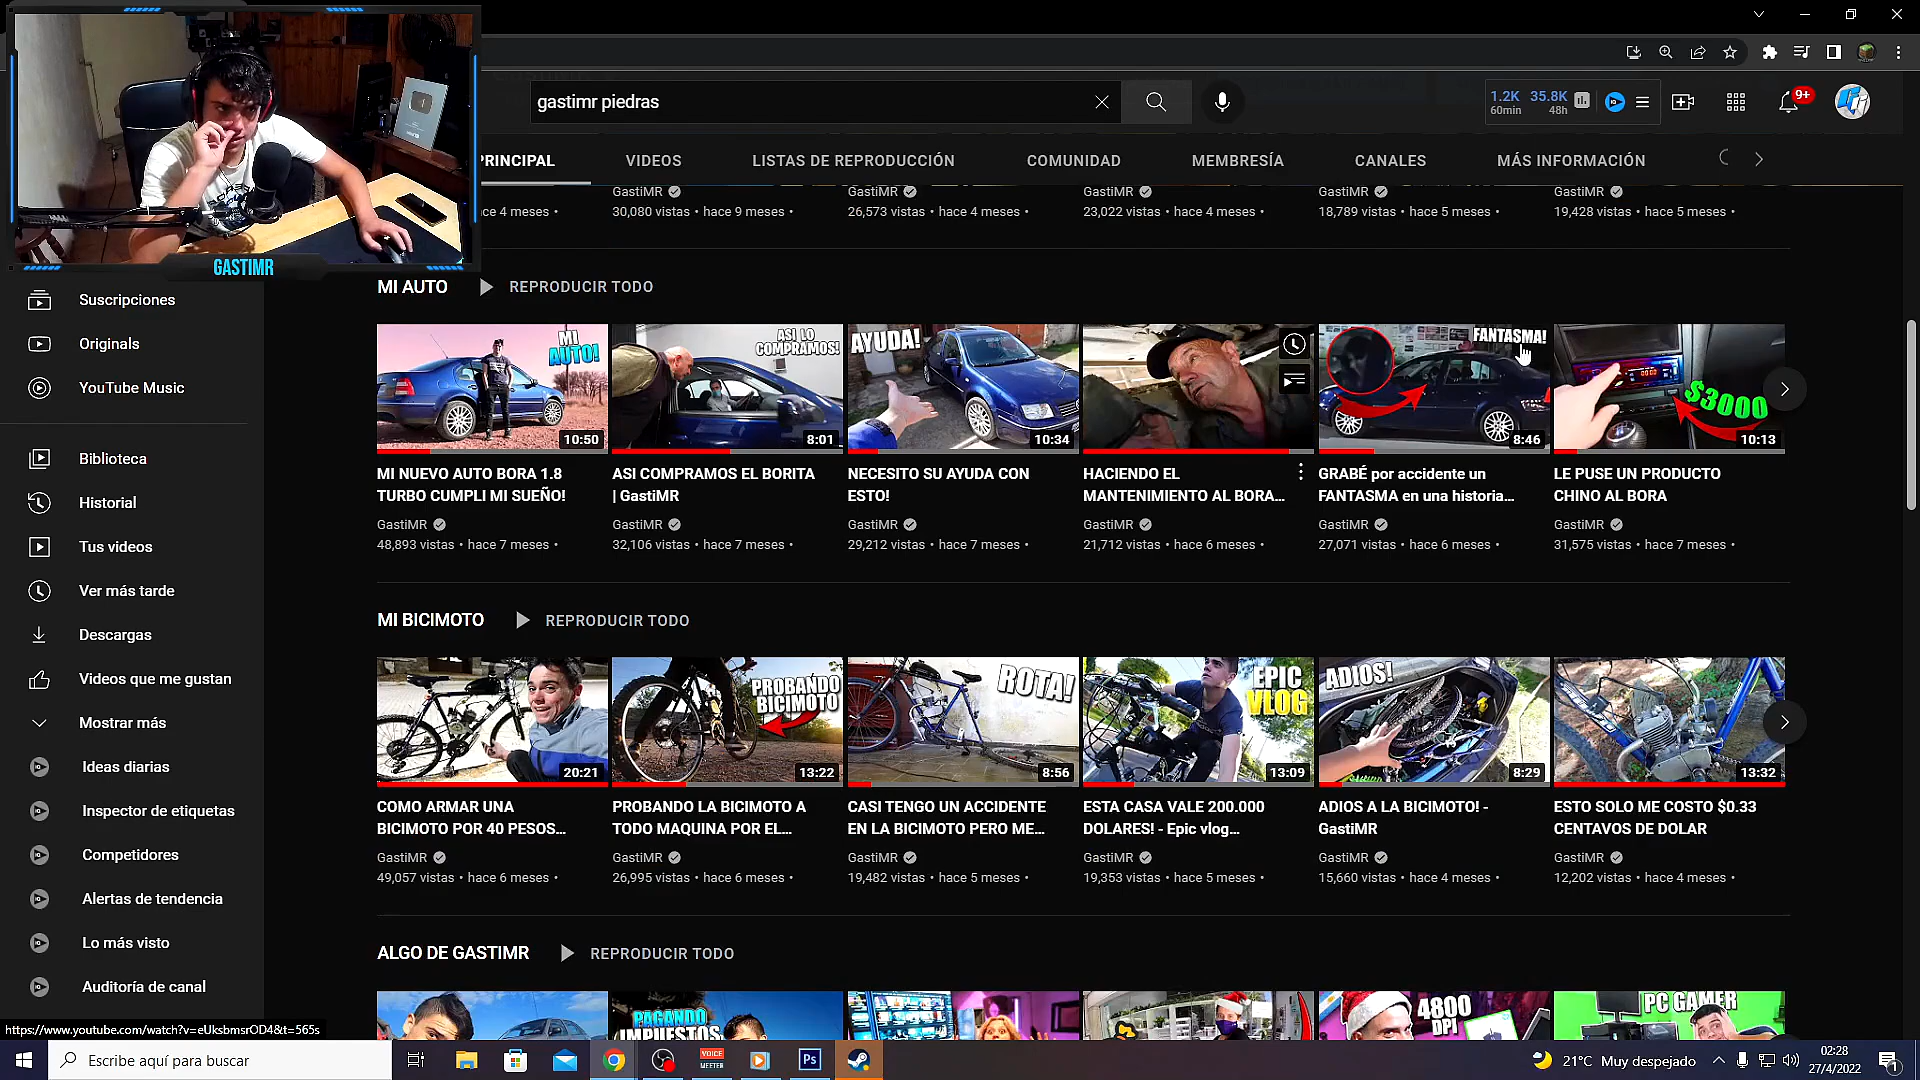 GASTIMR
gastimr piedras
1.2K
60min
35.8K
48h
9+
PRINCIPAL
VIDEOS
LISTAS DE REPRODUCCIÓN
COMUNIDAD
MEMBRESÍA
CANALES
MÁS INFORMACIÓN
GastiMR
GastiMR
GastiMR
GastiMR
GastiMR
ce 4 meses •
30,080 vistas • hace 9 meses •
26,573 vistas • hace 4 meses •
23,022 vistas • hace 4 meses •
18,789 vistas • hace 5 meses •
19,428 vistas • hace 5 meses •
Suscripciones
Originals
YouTube Music
Biblioteca
Historial
Tus videos
Ver más tarde
Descargas
Videos que me gustan
Mostrar más
Ideas diarias
Inspector de etiquetas
Competidores
Alertas de tendencia
Lo más visto
Auditoría de canal
MI AUTO
REPRODUCIR TODO
MI
AUTO!
10:50
MI NUEVO AUTO BORA 1.8
TURBO CUMPLI MI SUEÑO!
GastiMR
48,893 vistas • hace 7 meses •
ASI LO
COMPRAMOS!
8:01
ASI COMPRAMOS EL BORITA
| GastiMR
GastiMR
32,106 vistas • hace 7 meses •
AYUDA!
10:34
NECESITO SU AYUDA CON
ESTO!
GastiMR
29,212 vistas • hace 7 meses •
HACIENDO EL
MANTENIMIENTO AL BORA...
GastiMR
21,712 vistas • hace 6 meses •
FANTASMA!
8:46
GRABÉ por accidente un
FANTASMA en una historia...
GastiMR
27,071 vistas • hace 6 meses •
$3000
10:13
LE PUSE UN PRODUCTO
CHINO AL BORA
GastiMR
31,575 vistas • hace 7 meses •
MI BICIMOTO
REPRODUCIR TODO
20:21
COMO ARMAR UNA
BICIMOTO POR 40 PESOS...
GastiMR
49,057 vistas • hace 6 meses •
PROBANDO
BICIMOTO
13:22
PROBANDO LA BICIMOTO A
TODO MAQUINA POR EL...
GastiMR
26,995 vistas • hace 6 meses •
ROTA!
8:56
CASI TENGO UN ACCIDENTE
EN LA BICIMOTO PERO ME...
GastiMR
19,482 vistas • hace 5 meses •
EPIC
VLOG
13:09
ESTA CASA VALE 200.000
DOLARES! - Epic vlog...
GastiMR
19,353 vistas • hace 5 meses •
ADIOS!
8:29
ADIOS A LA BICIMOTO! -
GastiMR
GastiMR
15,660 vistas • hace 4 meses •
13:32
ESTO SOLO ME COSTO $0.33
CENTAVOS DE DOLAR
GastiMR
12,202 vistas • hace 4 meses •
ALGO DE GASTIMR
REPRODUCIR TODO
PAGANDO
IMPUESTOS
4800
DPI
PC GAMER
https://www.youtube.com/watch?v=eUksbmsrOD4&t=565s
Escribe aquí para buscar
VOICE
MEETER
Ps
21°C Muy despejado
02:28
27/4/2022
1